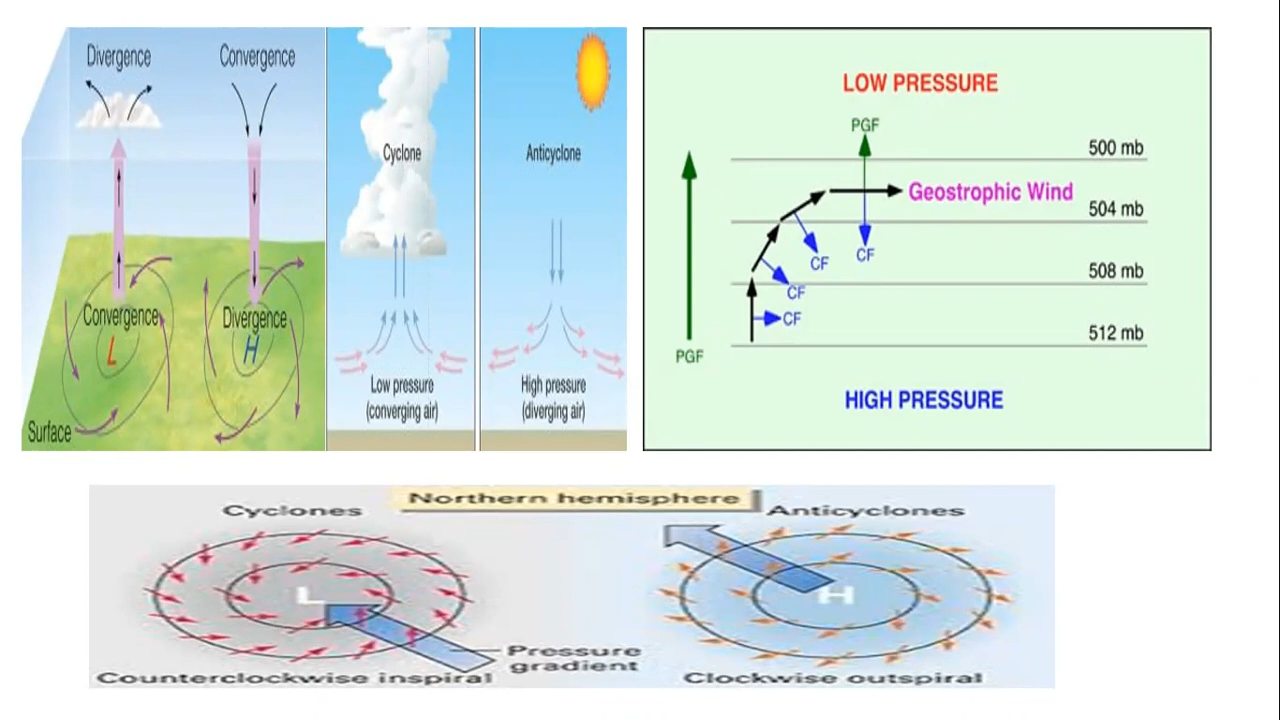 Divergence
Convergence
Convergence
L
Divergence
H
Surface
Cyclone
Low pressure
(converging air)
Anticyclone
High pressure
(diverging air)
LOW PRESSURE
PGF
500 mb
Geostrophic Wind
504 mb
CF
CF
508 mb
CF
CF
512 mb
PGF
HIGH PRESSURE
Northern hemisphere
Cyclones
Anticyclones
L
H
Pressure
gradient
Counterclockwise inspiral
Clockwise outspiral